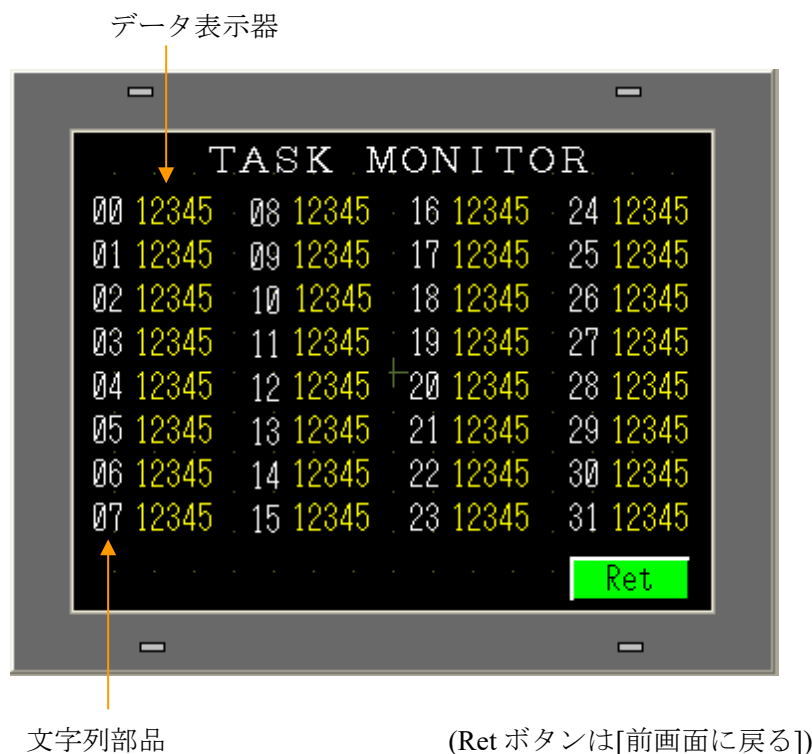 データ表示器
TASK MONITOR
00 12345 08 12345 16 12345 24 12345
01 12345 09 12345 17 12345 25 12345
02 12345 10 12345 18 12345 26 12345
03 12345 11 12345 19 12345 27 12345
04 12345 12 12345 20 12345 28 12345
05 12345 13 12345 21 12345 29 12345
06 12345 14 12345 22 12345 30 12345
07 12345 15 12345 23 12345 31 12345
Ret
文字列部品 (Ret ボタンは[前画面に戻る])